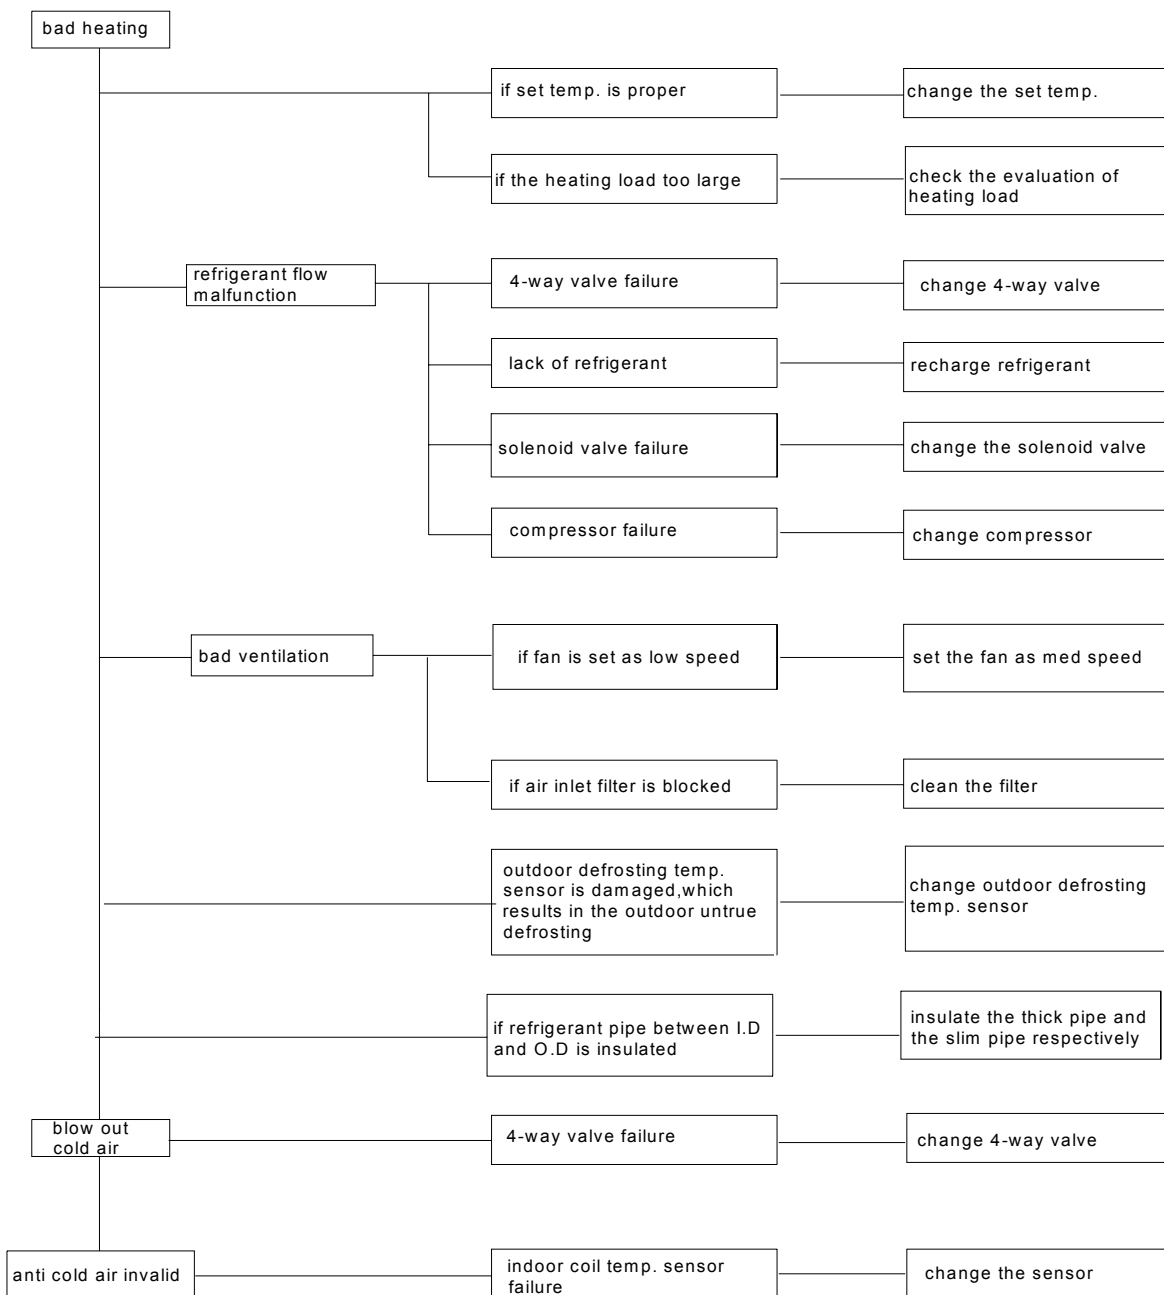 bad heating
if set temp. is proper
change the set temp.
if the heating load too large
check the evaluation of
heating load
refrigerant flow
malfunction
4-way valve failure
change 4-way valve
lack of refrigerant
recharge refrigerant
solenoid valve failure
change the solenoid valve
compressor failure
change compressor
bad ventilation
if fan is set as low speed
set the fan as med speed
if air inlet filter is blocked
clean the filter
outdoor defrosting temp.
sensor is damaged,which
results in the outdoor untrue
defrosting
change outdoor defrosting
temp. sensor
if refrigerant pipe between I.D
and O.D is insulated
insulate the thick pipe and
the slim pipe respectively
blow out
cold air
4-way valve failure
change 4-way valve
anti cold air invalid
indoor coil temp. sensor
failure
change the sensor